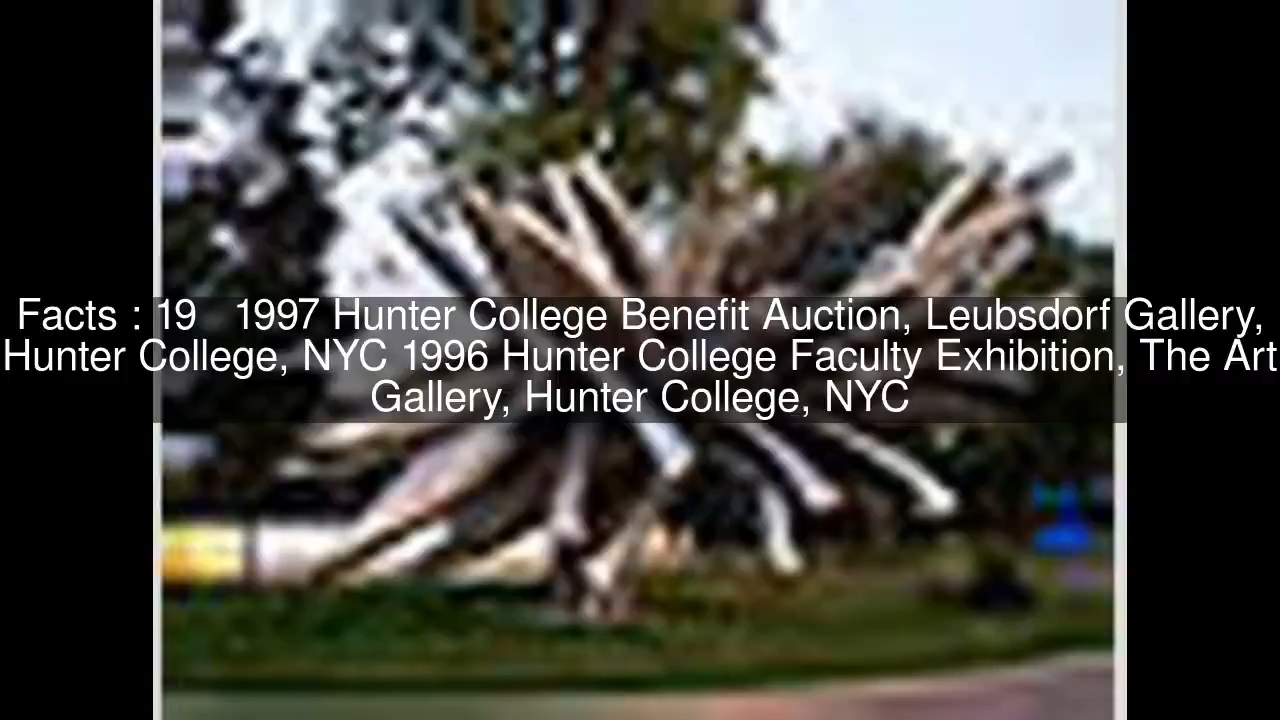 Facts : 19   1997 Hunter College Benefit Auction, Leubsdorf Gallery,
Hunter College, NYC 1996 Hunter College Faculty Exhibition, The Art
Gallery, Hunter College, NYC